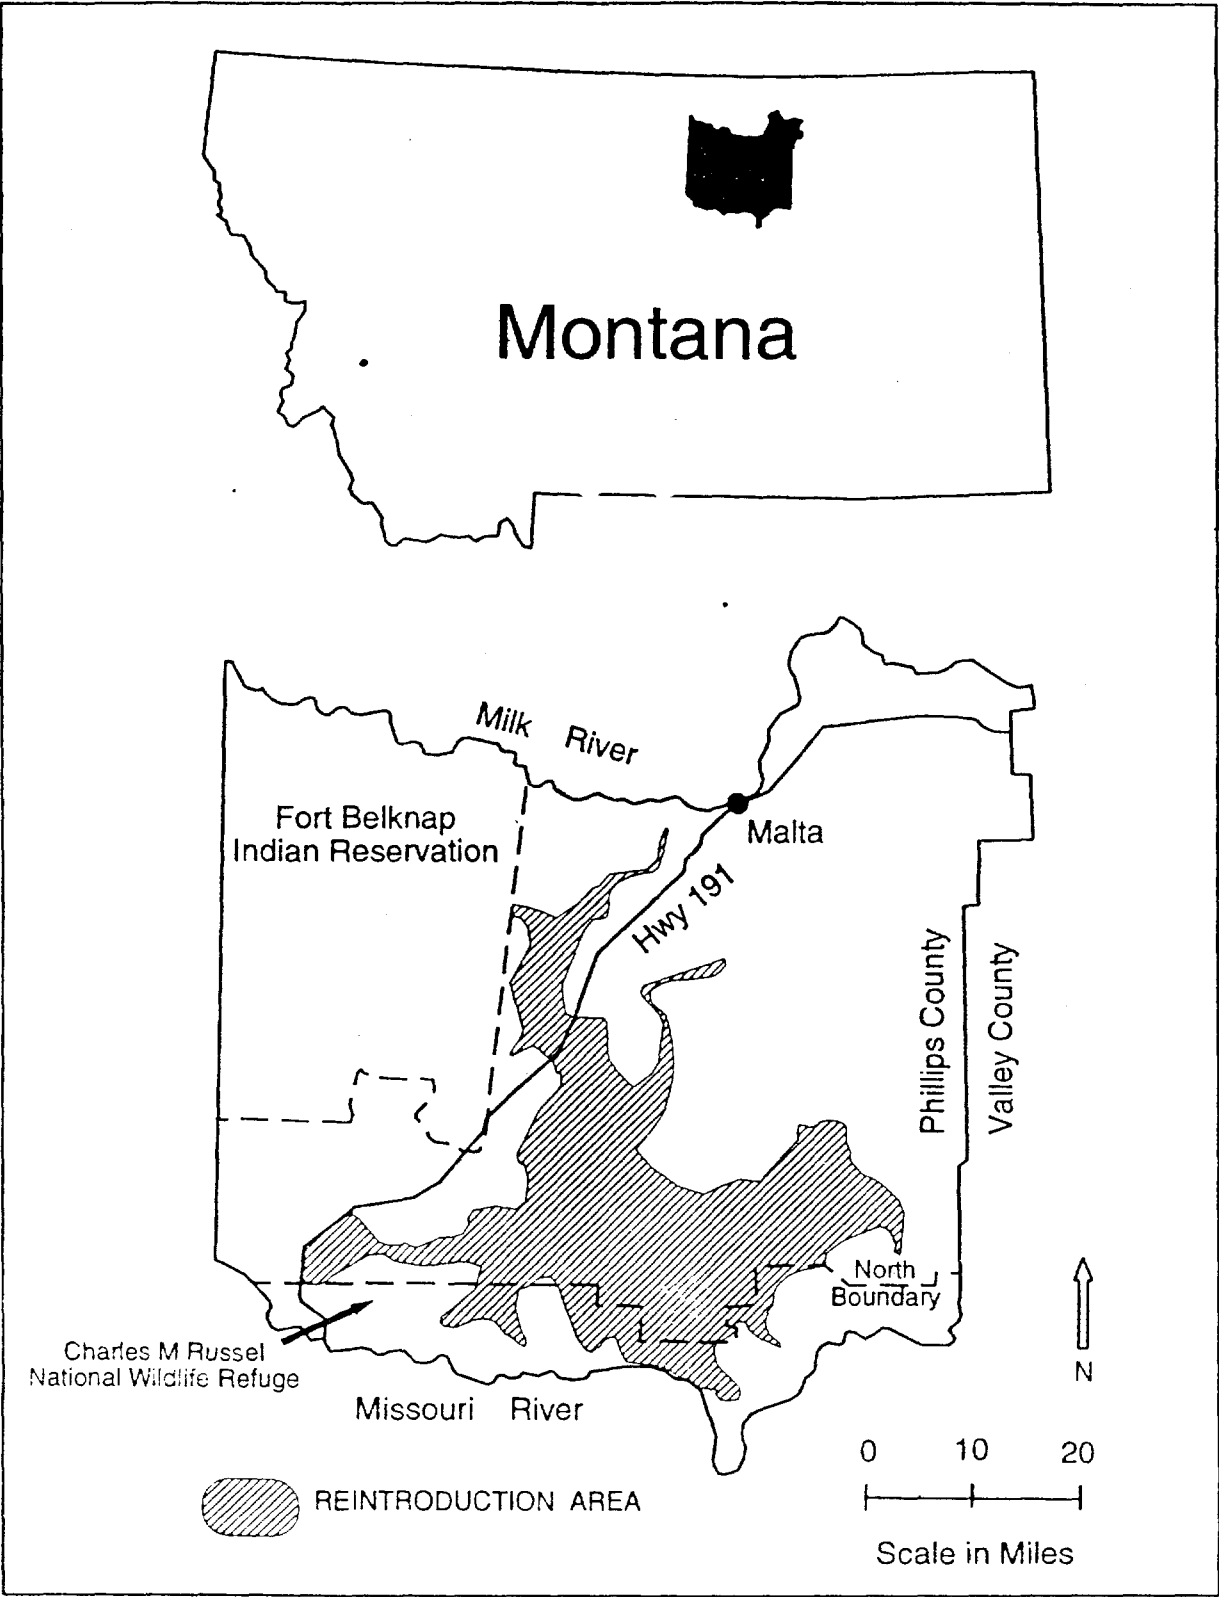 Montana
Milk River
Fort Belknap
Indian Reservation
Malta
Hwy 191
Phillips County
Valley County
North
Boundary
Charles M Russel
National Wildlife Refuge
Missouri River
N
0 10 20
Scale in Miles
REINTRODUCTION AREA